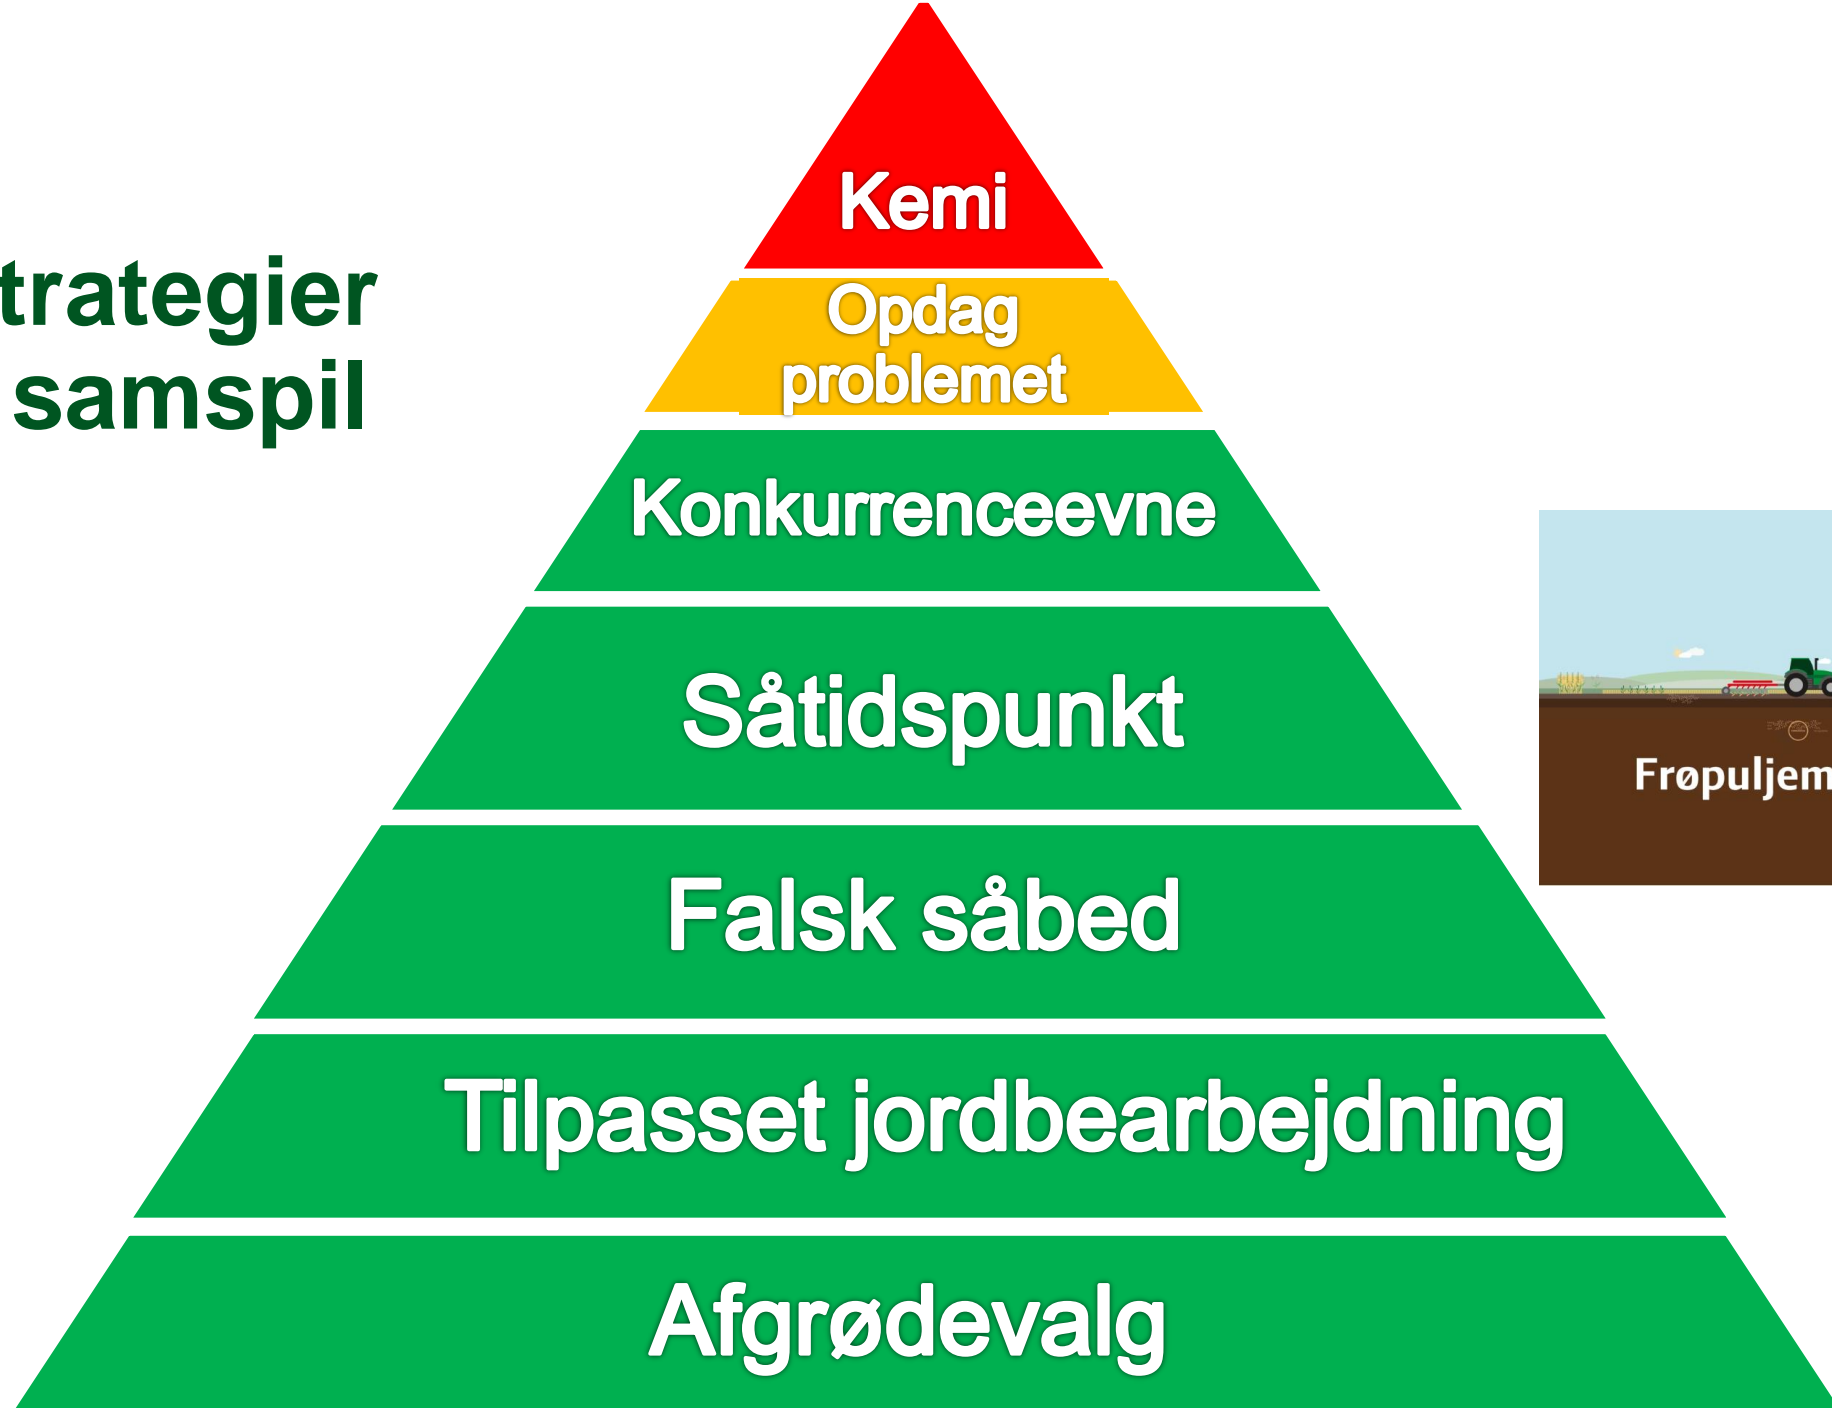 trategier
samspil
Kemi
Opdag
problemet
Konkurrenceevne
Såtidspunkt
Falsk såbed
Tilpasset jordbearbejdning
Afgrødevalg
Frøpuljem